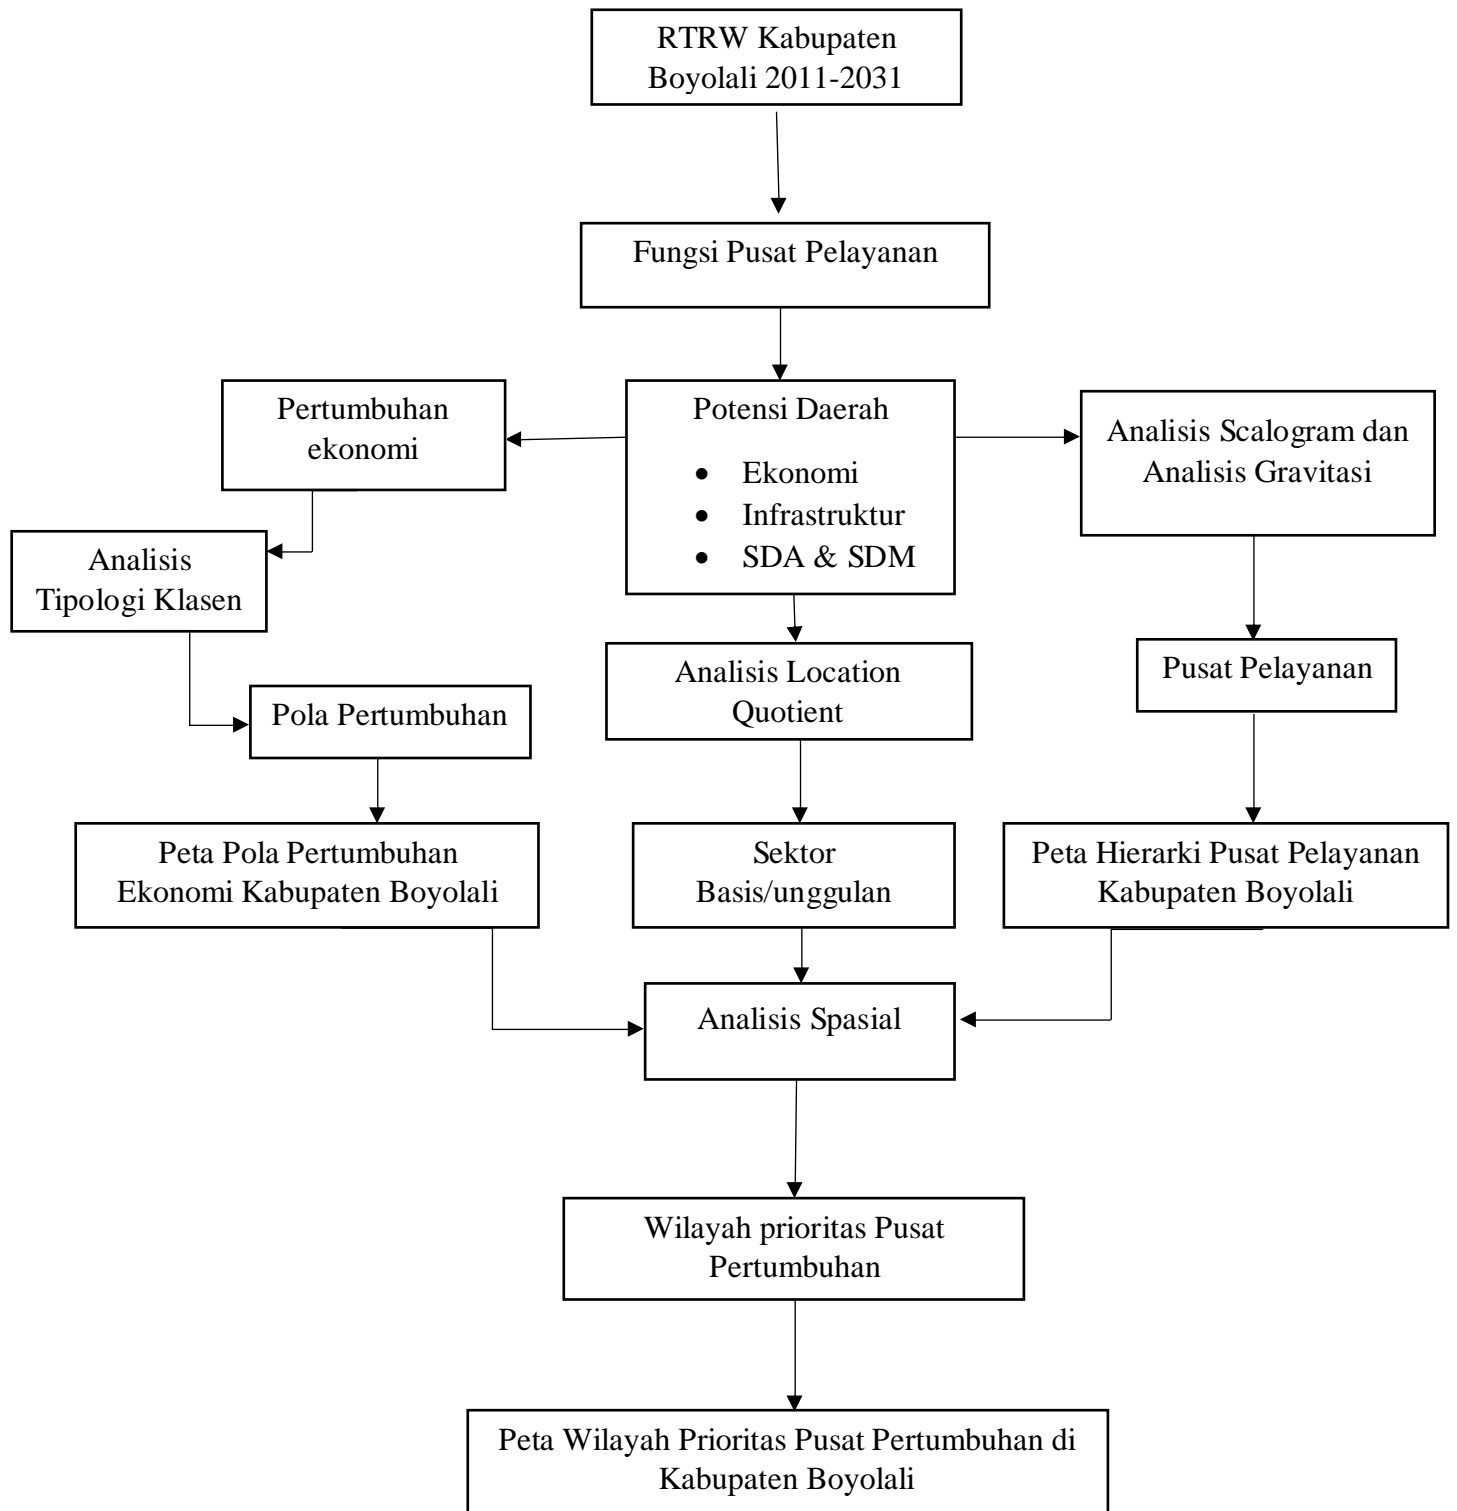 RTRW Kabupaten
Boyolali 2011-2031
Fungsi Pusat Pelayanan
Pertumbuhan
ekonomi
Potensi Daerah
• Ekonomi
• Infrastruktur
• SDA & SDM
Analisis Scalogram dan
Analisis Gravitasi
Analisis
Tipologi Klasen
Analisis Location
Quotient
Pusat Pelayanan
Pola Pertumbuhan
Peta Pola Pertumbuhan
Ekonomi Kabupaten Boyolali
Sektor
Basis/unggulan
Peta Hierarki Pusat Pelayanan
Kabupaten Boyolali
Analisis Spasial
Wilayah prioritas Pusat
Pertumbuhan
Peta Wilayah Prioritas Pusat Pertumbuhan di
Kabupaten Boyolali